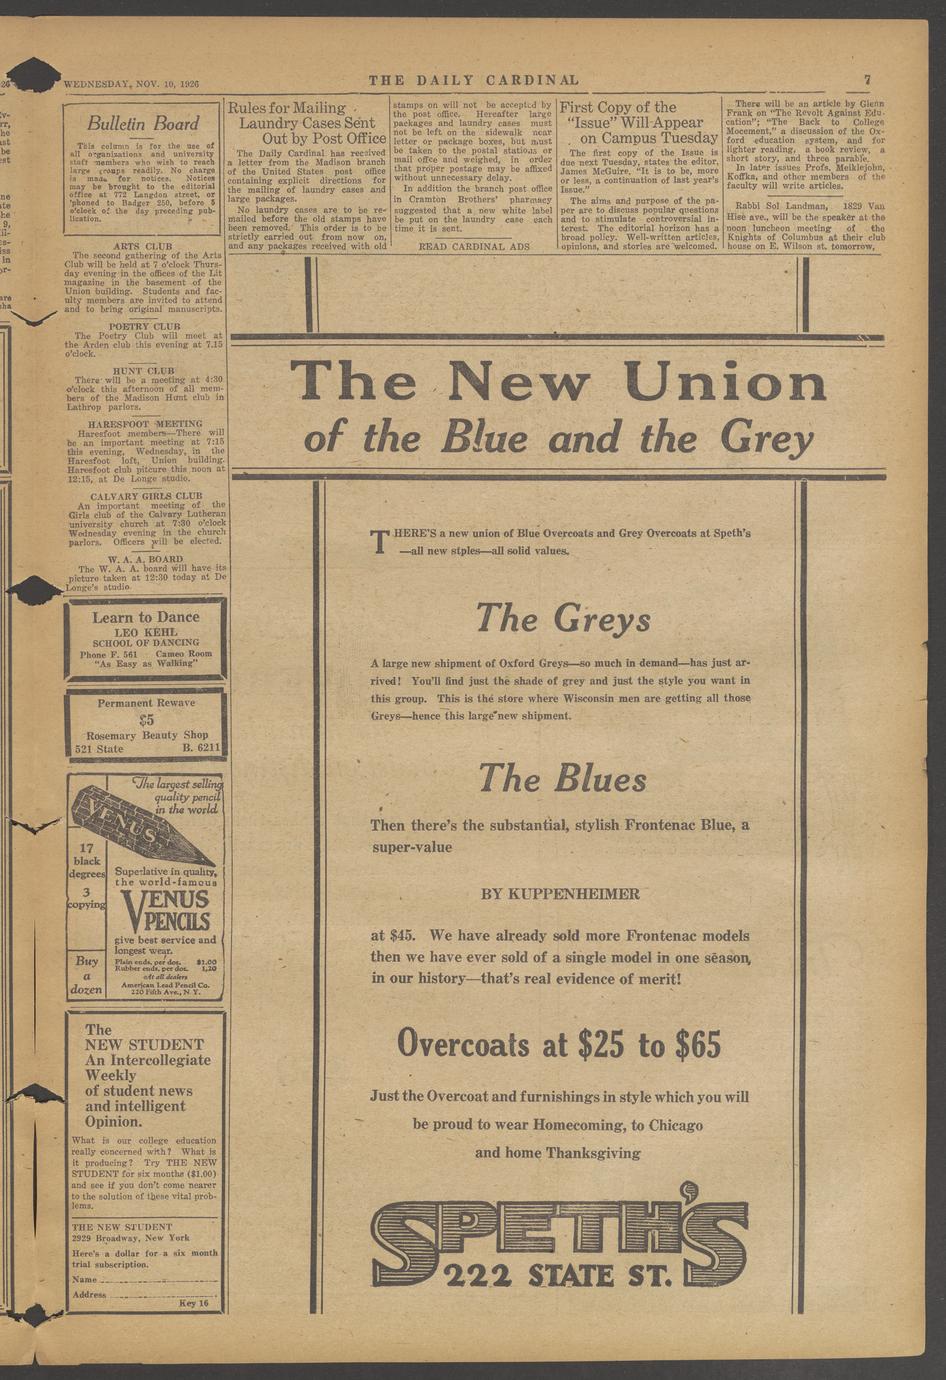 WEDNESDAY, NOV. 10, 1926
THE DAILY CARDINAL
7
Bulletin Board
This column is for the use of
all organizations and university
staff members who wish to reach
large groups readily. No charge
is made for notices. Notices
may be brought to the editorial
office at 772 Langdon street, or
'phoned to Badger 250, before 5
o'clock of the day preceding pub-
lication.
ARTS CLUB
The second gathering of the Arts
Club will be held at 7 o'clock Thurs-
day evening in the offices of the Lit
magazine in the basement of the
Union building. Students and fac-
ulty members are invited to attend
and to bring original manuscripts.
POETRY CLUB
The Poetry Club will meet at
the Arden club this evening at 7.15
o'clock.
HUNT CLUB
There will be a meeting at 4:30
o'clock this afternoon of all mem-
bers of the Madison Hunt club in
Lathrop parlors.
HARESFOOT MEETING
Haresfoot members—There will
be an important meeting at 7:15
this evening, Wednesday, in the
Haresfoot loft, Union building.
Haresfoot club pitcure this noon at
12:15, at De Longe studio.
CALVARY GIRLS CLUB
An important meeting of the
Girls club of the Calvary Lutheran
university church at 7:30 o'clock
Wednesday evening in the church
parlors. Officers will be elected.
W. A. A. BOARD
The W. A. A. board will have its
picture taken at 12:30 today at De
Longe's studio.
Learn to Dance
LEO KEHL
SCHOOL OF DANCING
Phone F. 561 Cameo Room
"As Easy as Walking"
Permanent Rewave
$5
Rosemary Beauty Shop
521 State B. 6211
The largest selling
quality pencil
in the world
VENUS
17
black
degrees
3
copying
Buy
a
dozen
Superlative in quality,
the world-famous
VENUS
PENCILS
give best service and
longest wear.
Plain ends, per doz. $1.00
Rubber ends, per doz. 1.20
At all dealers
American Lead Pencil Co.
220 Fifth Ave., N.Y.
The
NEW STUDENT
An Intercollegiate
Weekly
of student news
and intelligent
Opinion.
What is our college education
really concerned with? What is
it producing? Try THE NEW
STUDENT for six months ($1.00)
and see if you don't come nearer
to the solution of these vital prob-
lems.
THE NEW STUDENT
2929 Broadway, New York
Here's a dollar for a six month
trial subscription.
Name
Address
Key 16
Rules for Mailing
Laundry Cases Sent
Out by Post Office
The Daily Cardinal has received
a letter from the Madison branch
of the United States post office
containing explicit directions for
the mailing of laundry cases and
large packages.
No laundry cases are to be re-
mailed before the old stamps have
been removed. This order is to be
strictly carried out from now on,
and any packages received with old
stamps on will not be accepted by
the post office. Hereafter large
packages and laundry cases must
not be left on the sidewalk near
letter or package boxes, but must
be taken to the postal stations or
mail office and weighed, in order
that proper postage may be affixed
without unnecessary delay.
In addition the branch post office
in Cramton Brothers' pharmacy
suggested that a new white label
be put on the laundry case each
time it is sent.
READ CARDINAL ADS
First Copy of the
"Issue" Will Appear
on Campus Tuesday
The first copy of the Issue is
due next Tuesday, states the editor,
James McGuire. "It is to be, more
or less, a continuation of last year's
Issue."
The aims and purpose of the pa-
per are to discuss popular questions
and to stimulate controversial in-
terest. The editorial horizon has a
broad policy. Well-written articles,
opinions, and stories are welcomed.
There will be an article by Glenn
Frank on "The Revolt Against Edu-
cation"; "The Back to College
Mocement," a discussion of the Ox-
ford education system, and for
lighter reading, a book review, a
short story, and three parable.
In later issues Profs. Meiklejohn,
Koffka, and other members of the
faculty will write articles.
Rabbi Sol Landman, 1829 Van
Hise ave., will be the speaker at the
noon luncheon meeting of the
Knights of Columbus at their club
house on E. Wilson st. tomorrow,
The New Union
of the Blue and the Grey
THERE'S a new union of Blue Overcoats and Grey Overcoats at Speth's
—all new stples—all solid values.
The Greys
A large new shipment of Oxford Greys—so much in demand—has just ar-
rived! You'll find just the shade of grey and just the style you want in
this group. This is the store where Wisconsin men are getting all those
Greys—hence this large new shipment.
The Blues
Then there's the substantial, stylish Frontenac Blue, a
super-value
BY KUPPENHEIMER
at $45. We have already sold more Frontenac models
then we have ever sold of a single model in one season,
in our history—that's real evidence of merit!
Overcoats at $25 to $65
Just the Overcoat and furnishings in style which you will
be proud to wear Homecoming, to Chicago
and home Thanksgiving
SPETH'S
222 STATE ST.